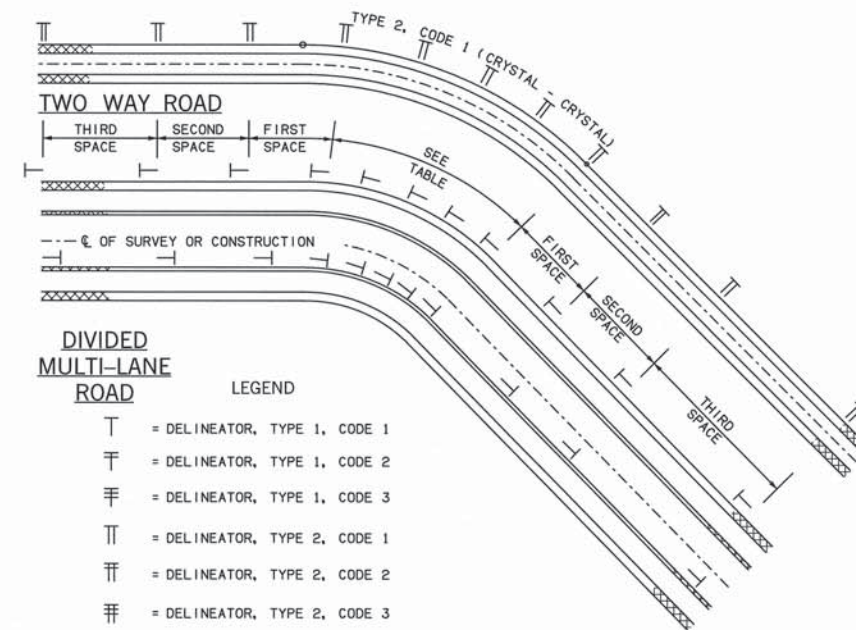 TYPE 2, CODE 1 (CRYSTAL - CRYSTAL)
TWO WAY ROAD
THIRD
SPACE
SECOND
SPACE
FIRST
SPACE
SEE
TABLE
FIRST
SPACE
SECOND
SPACE
THIRD
SPACE
℄ OF SURVEY OR CONSTRUCTION
DIVIDED
MULTI-LANE
ROAD
LEGEND
= DELINEATOR, TYPE 1, CODE 1
= DELINEATOR, TYPE 1, CODE 2
= DELINEATOR, TYPE 1, CODE 3
= DELINEATOR, TYPE 2, CODE 1
= DELINEATOR, TYPE 2, CODE 2
= DELINEATOR, TYPE 2, CODE 3